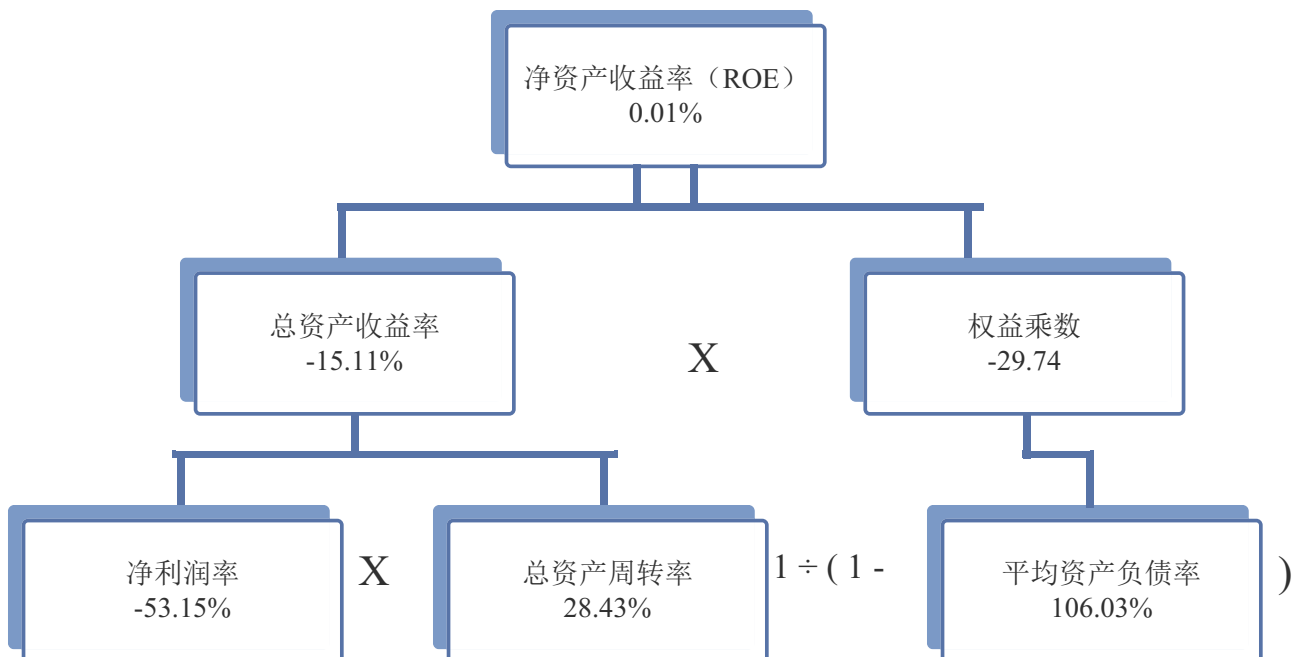 净资产收益率（ROE）
0.01%
总资产收益率
-15.11%
X
权益乘数
-29.74
净利润率
-53.15%
X
总资产周转率
28.43%
1 ÷ ( 1 -
平均资产负债率
106.03%
)